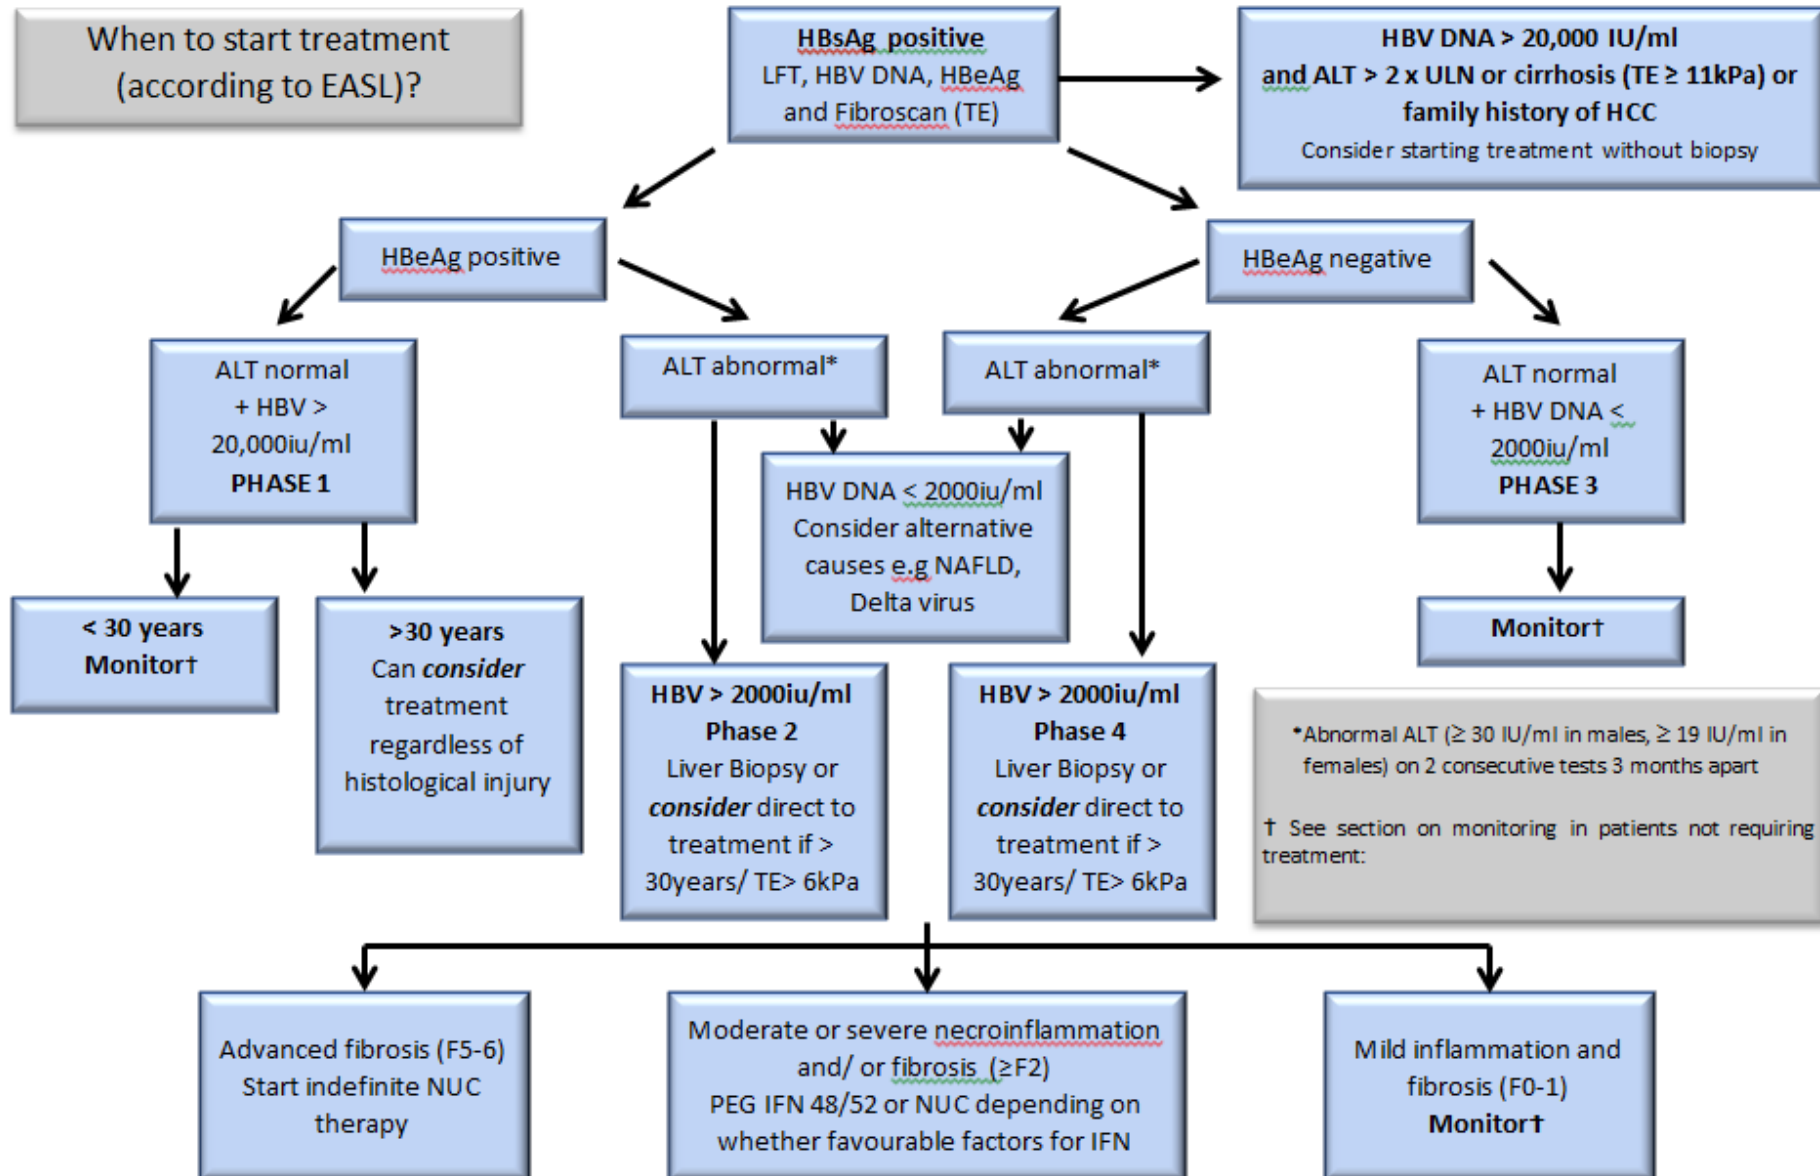 When to start treatment
(according to EASL)?
HBsAg positive
LFT, HBV DNA, HBeAg
and Fibroscan (TE)
HBV DNA > 20,000 IU/ml
and ALT > 2 x ULN or cirrhosis (TE ≥ 11kPa) or
family history of HCC
Consider starting treatment without biopsy
HBeAg positive
HBeAg negative
ALT normal
+ HBV >
20,000iu/ml
PHASE 1
ALT abnormal*
ALT abnormal*
ALT normal
+ HBV DNA <
2000iu/ml
PHASE 3
HBV DNA < 2000iu/ml
Consider alternative
causes e.g NAFLD,
Delta virus
< 30 years
Monitor†
>30 years
Can consider
treatment
regardless of
histological injury
HBV > 2000iu/ml
Phase 2
Liver Biopsy or
consider direct to
treatment if >
30years/ TE> 6kPa
HBV > 2000iu/ml
Phase 4
Liver Biopsy or
consider direct to
treatment if >
30years/ TE> 6kPa
Monitor†
*Abnormal ALT (≥ 30 IU/ml in males, ≥ 19 IU/ml in
females) on 2 consecutive tests 3 months apart
† See section on monitoring in patients not requiring
treatment:
Advanced fibrosis (F5-6)
Start indefinite NUC
therapy
Moderate or severe necroinflammation
and/ or fibrosis (≥F2)
PEG IFN 48/52 or NUC depending on
whether favourable factors for IFN
Mild inflammation and
fibrosis (F0-1)
Monitor†